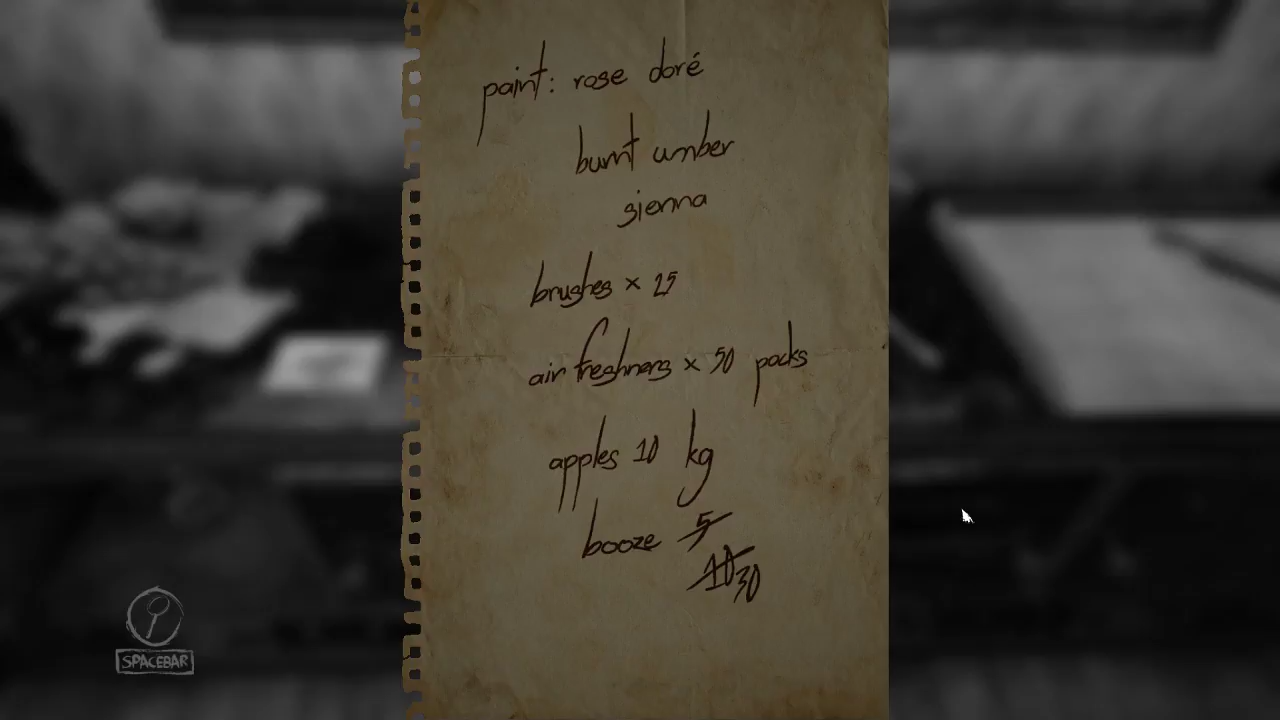 paint: rose doré
burnt umber
sienna
brushes × 25
air freshners × 50 packs
apples 10 kg
booze 5
10 30
SPACEBAR